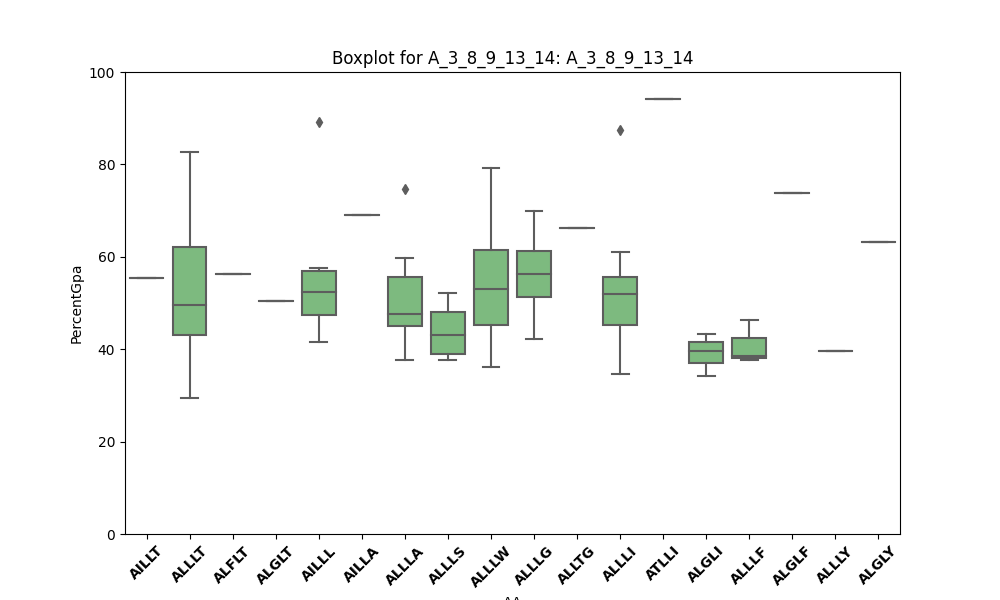 Boxplot for A_3_8_9_13_14: A_3_8_9_13_14
PercentGpa
100
80
60
40
20
0
AILLT ALLLT ALFLT ALGLT AILLL AILLA ALLLA ALLLS ALLLW ALLLG ALLTG ALLLI ATLLI ALGLI ALLLF ALGLF ALLLY ALGLY